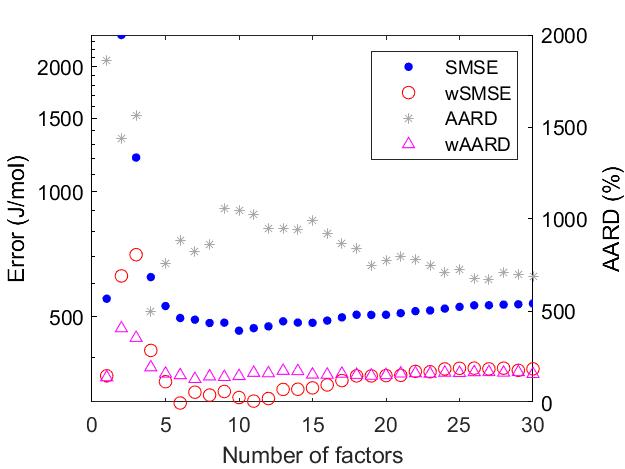 2000
1500
1000
500
Error (J/mol)
SMSE
wSMSE
AARD
wAARD
2000
1500
1000
500
0
AARD (%)
0 5 10 15 20 25 30
Number of factors